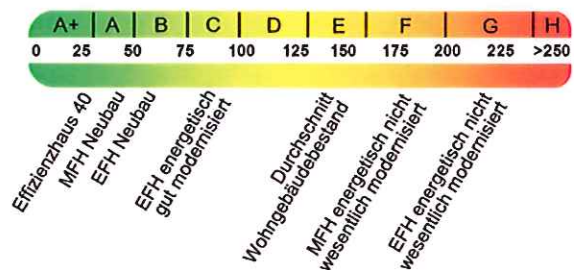 A+ A B C D E F G H
0 25 50 75 100 125 150 175 200 225 >250
Effizienzhaus 40
MFH Neubau
EFH Neubau
EFH energetisch
gut modernisiert
Durchschnitt
Wohngebäudebestand
MFH energetisch nicht
wesentlich modernisiert
EFH energetisch nicht
wesentlich modernisiert